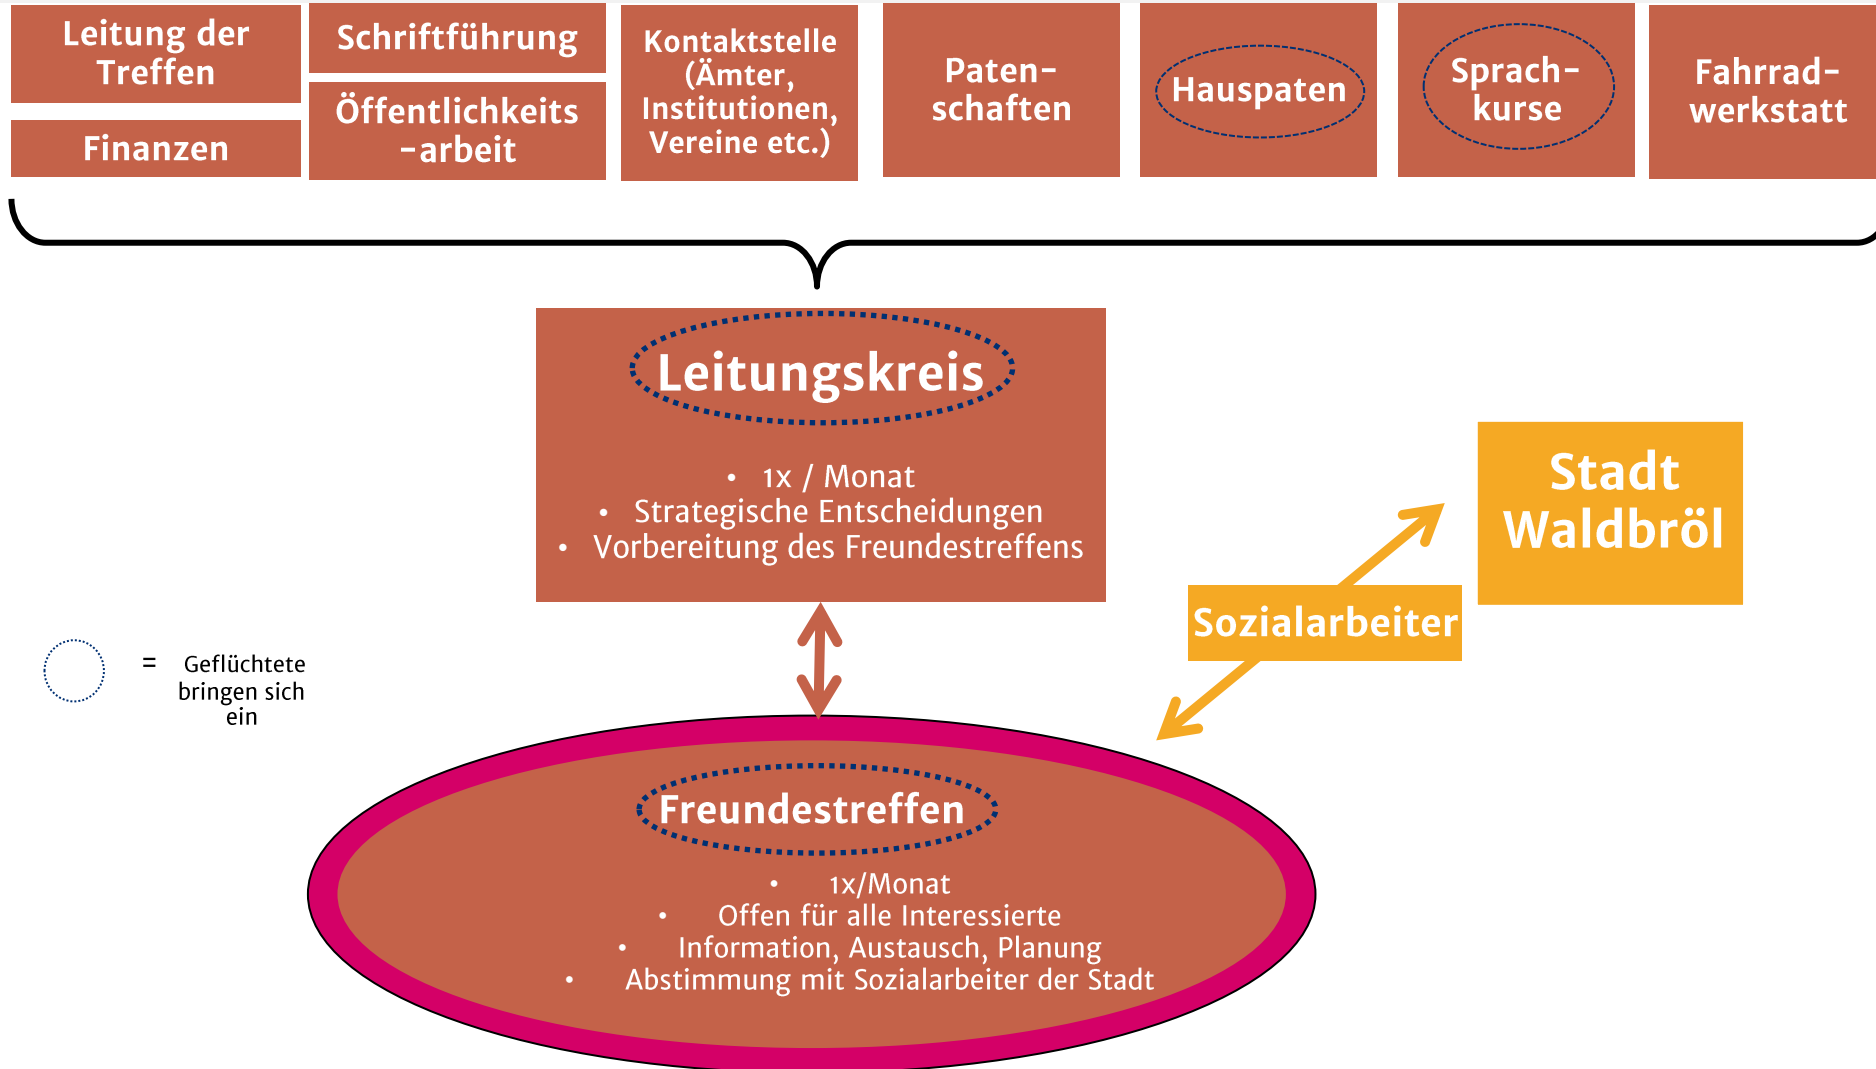 Leitung der
Treffen
Finanzen
Schriftführung
Öffentlichkeits
-arbeit
Kontaktstelle
(Ämter,
Institutionen,
Vereine etc.)
Paten-
schaften
Hauspaten
Sprach-
kurse
Fahrrad-
werkstatt
Leitungskreis
• 1x / Monat
• Strategische Entscheidungen
• Vorbereitung des Freundestreffens
Stadt
Waldbröl
Sozialarbeiter
= Geflüchtete
bringen sich
ein
Freundestreffen
• 1x/Monat
• Offen für alle Interessierte
• Information, Austausch, Planung
• Abstimmung mit Sozialarbeiter der Stadt